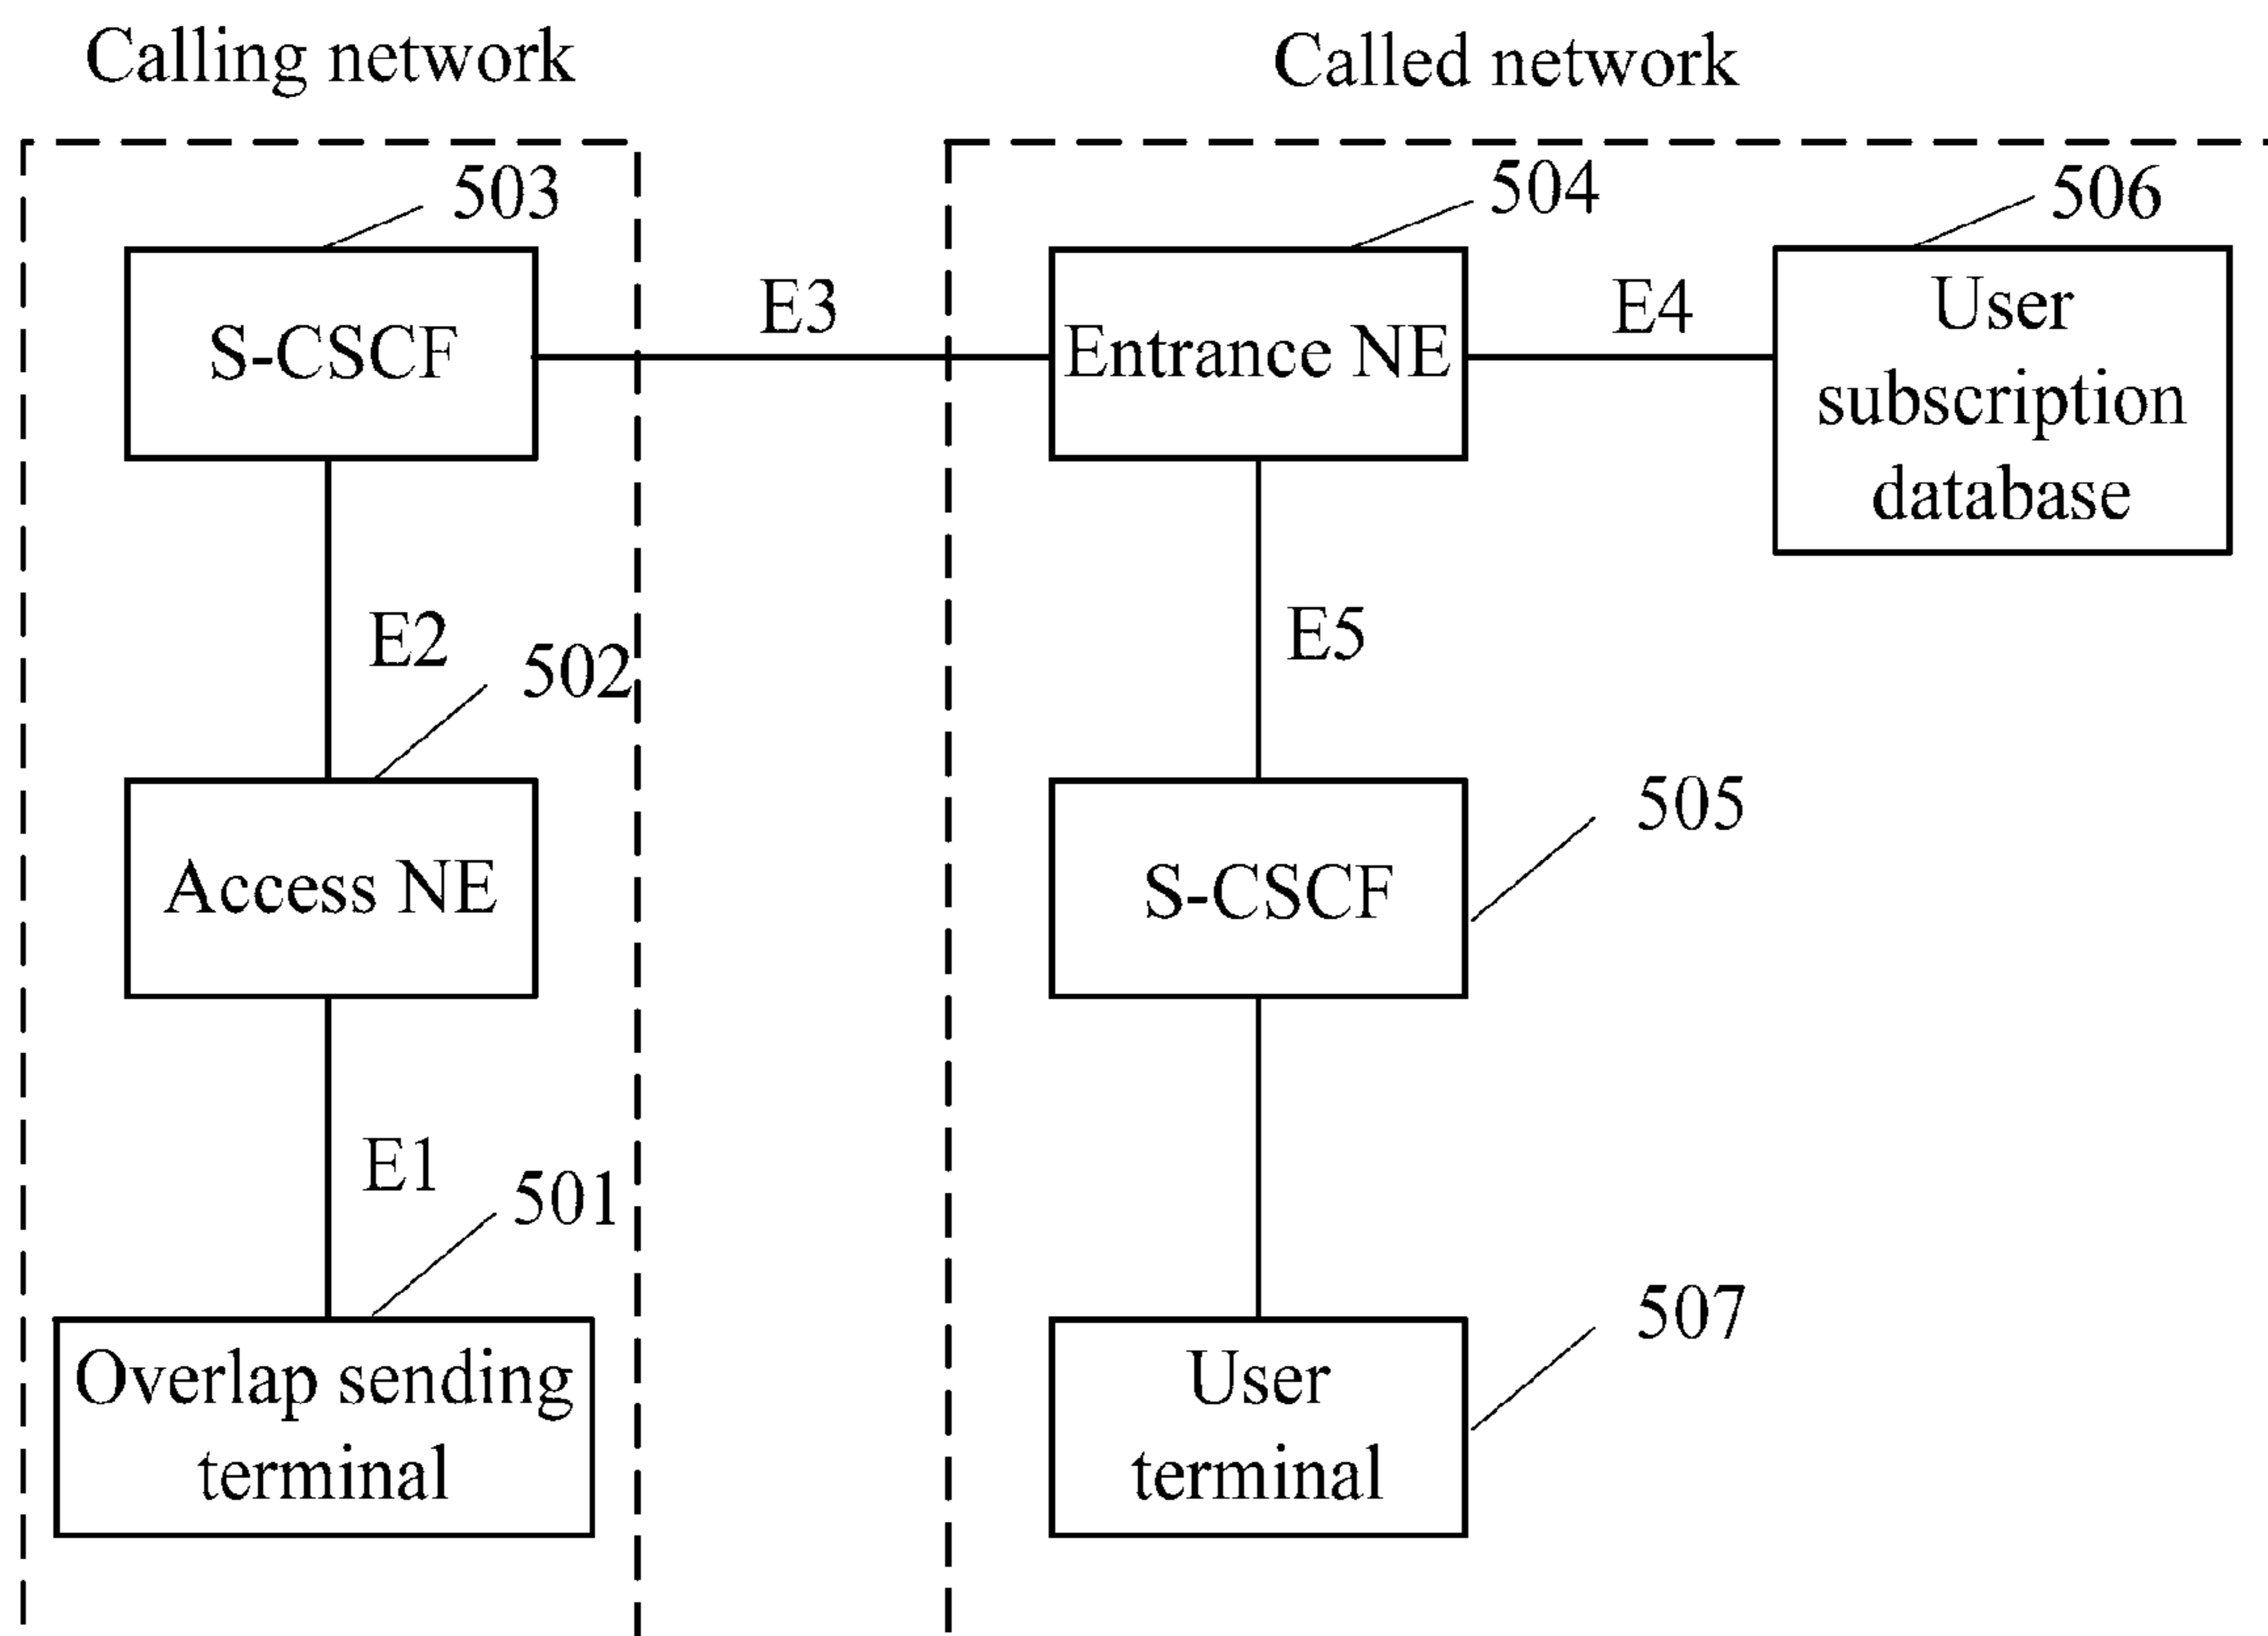 Calling network
Called network
503
504
506
S-CSCF
E3
Entrance NE
E4
User
subscription
database
E2
502
E5
Access NE
S-CSCF
505
E1
501
Overlap sending
terminal
User
terminal
507